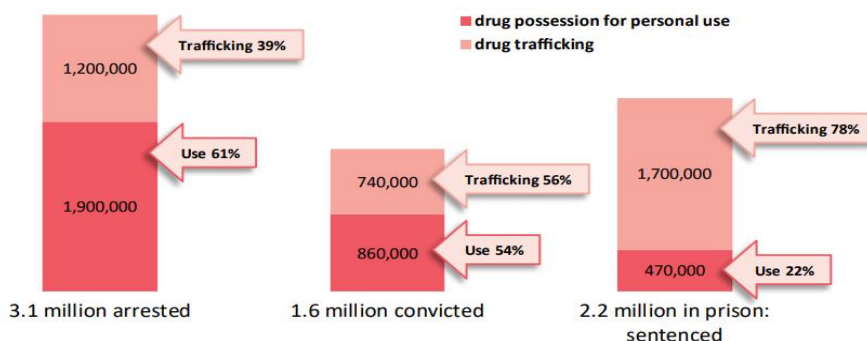 drug possession for personal use
drug trafficking
Trafficking 39%
1,200,000
Use 61%
1,900,000
3.1 million arrested
Trafficking 56%
740,000
Use 54%
860,000
1.6 million convicted
Trafficking 78%
1,700,000
Use 22%
470,000
2.2 million in prison:
sentenced